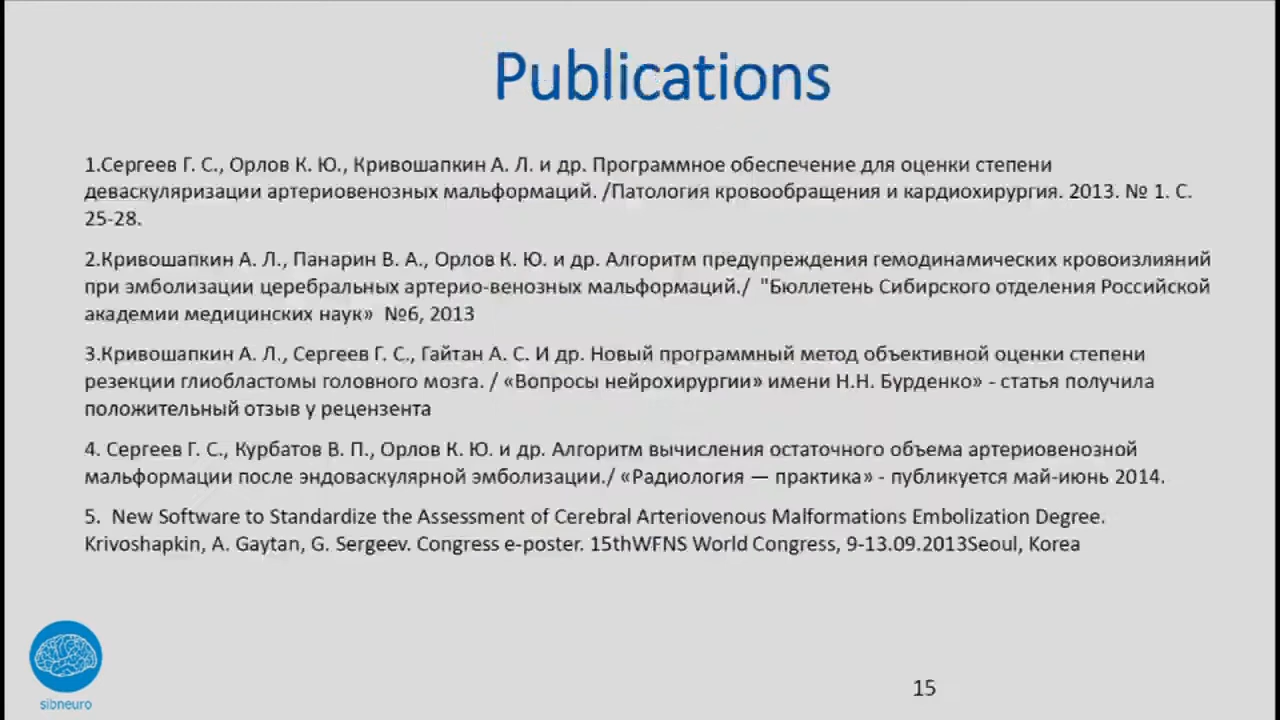 Publications
1.Сергеев Г. С., Орлов К. Ю., Кривошапкин А. Л. и др. Программное обеспечение для оценки степени
деваскуляризации артериовенозных мальформаций. /Патология кровообращения и кардиохирургия. 2013. № 1. С.
25-28.
2.Кривошапкин А. Л., Панарин В. А., Орлов К. Ю. и др. Алгоритм предупреждения гемодинамических кровоизлияний
при эмболизации церебральных артерио-венозных мальформаций./ "Бюллетень Сибирского отделения Российской
академии медицинских наук» №6, 2013
3.Кривошапкин А. Л., Сергеев Г. С., Гайтан А. С. И др. Новый программный метод объективной оценки степени
резекции глиобластомы головного мозга. / «Вопросы нейрохирургии» имени Н.Н. Бурденко» - статья получила
положительный отзыв у рецензента
4. Сергеев Г. С., Курбатов В. П., Орлов К. Ю. и др. Алгоритм вычисления остаточного объема артериовенозной
мальформации после эндоваскулярной эмболизации./ «Радиология — практика» - публикуется май-июнь 2014.
5. New Software to Standardize the Assessment of Cerebral Arteriovenous Malformations Embolization Degree.
Krivoshapkin, A. Gaytan, G. Sergeev. Congress e-poster. 15thWFNS World Congress, 9-13.09.2013Seoul, Korea
sibneuro
15